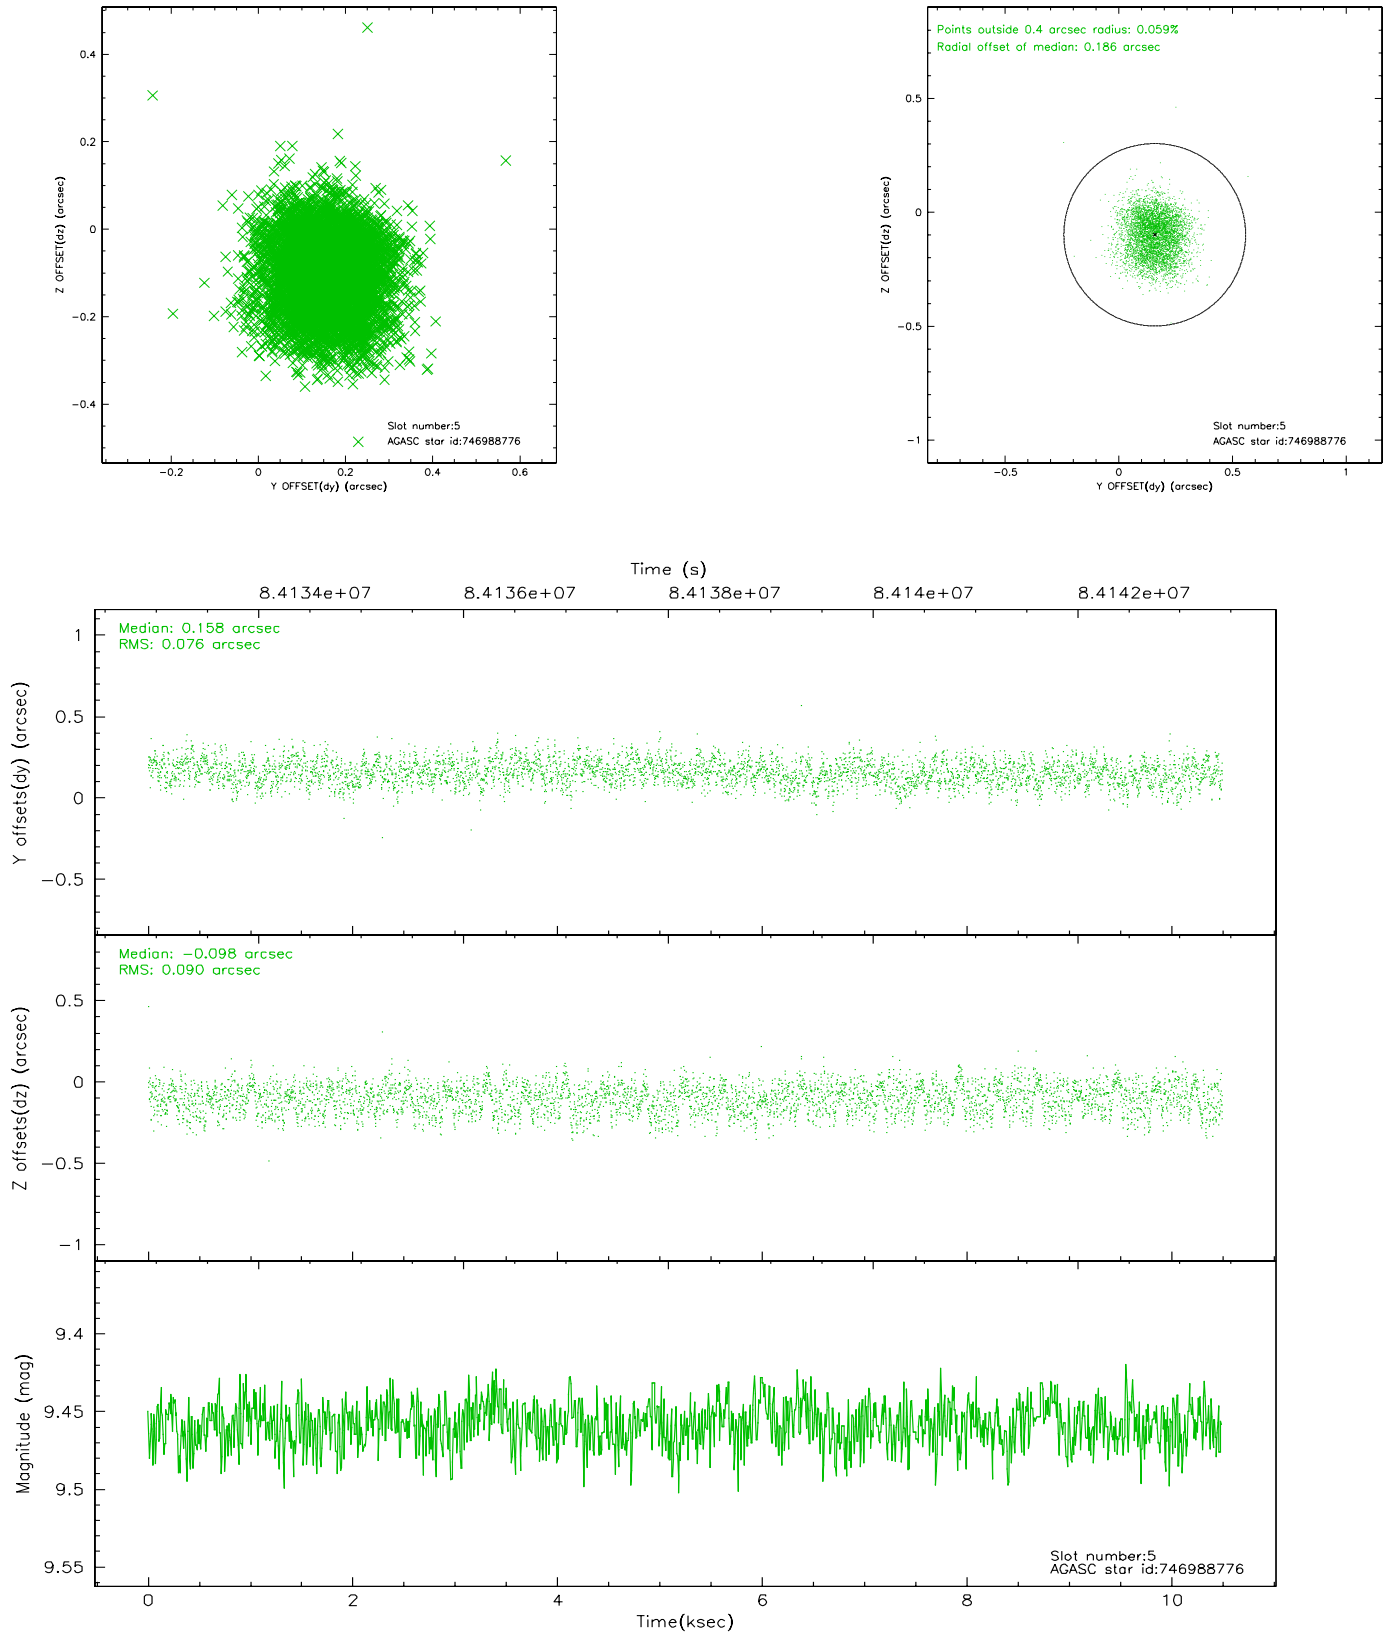 0.4
0.2
0
−0.2
−0.4
Z OFFSET(dz) (arcsec)
Slot number:5
AGASC star id:746988776
−0.2 0 0.2 0.4 0.6
Y OFFSET(dy) (arcsec)
Points outside 0.4 arcsec radius: 0.059%
Radial offset of median: 0.186 arcsec
0.5
0
−0.5
−1
Z OFFSET(dz) (arcsec)
Slot number:5
AGASC star id:746988776
−0.5 0 0.5 1
Y OFFSET(dy) (arcsec)
Time (s)
8.4134e+07 8.4136e+07 8.4138e+07 8.414e+07 8.4142e+07
Median: 0.158 arcsec
RMS: 0.076 arcsec
1
0.5
0
−0.5
Y offsets(dy) (arcsec)
Median: −0.098 arcsec
RMS: 0.090 arcsec
0.5
0
−0.5
−1
Z offsets(dz) (arcsec)
9.4
9.45
9.5
9.55
Magnitude (mag)
Slot number:5
AGASC star id:746988776
0 2 4 6 8 10
Time(ksec)